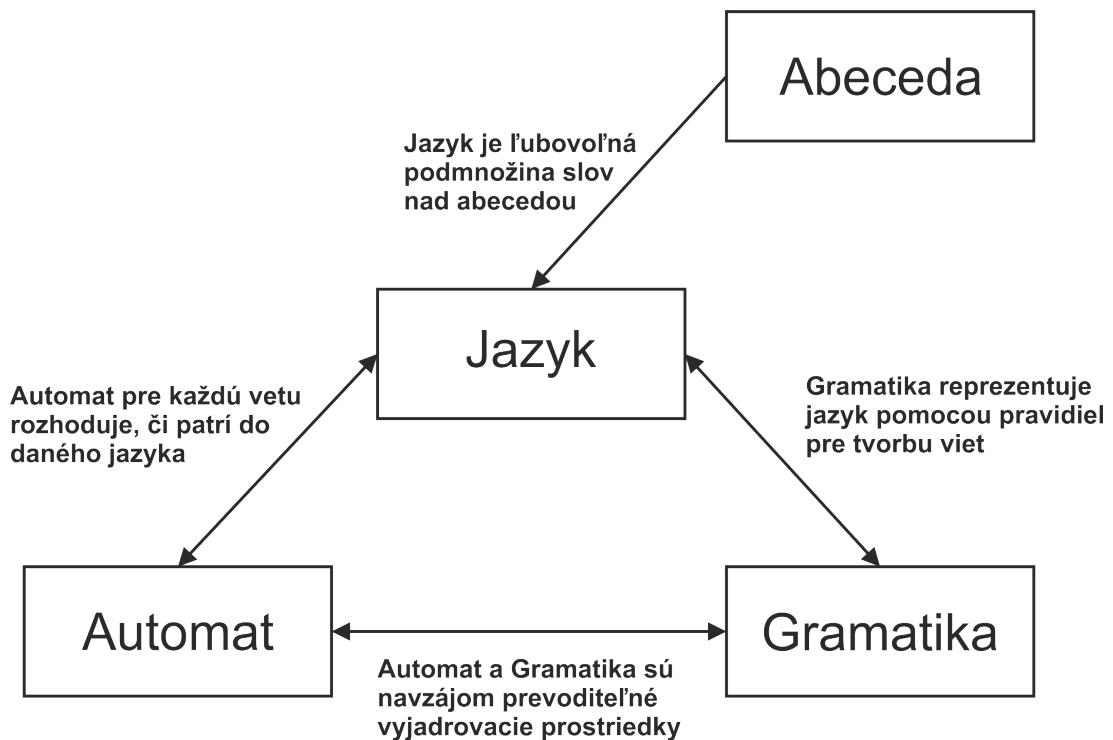 Abeceda
Jazyk je ľubovoľná
podmnožina slov
nad abecedou
Jazyk
Automat pre každú vetu
rozhoduje, či patrí do
daného jazyka
Gramatika reprezentuje
jazyk pomocou pravidiel
pre tvorbu viet
Automat
Gramatika
Automat a Gramatika sú
navzájom prevoditeľné
vyjadrovacie prostriedky